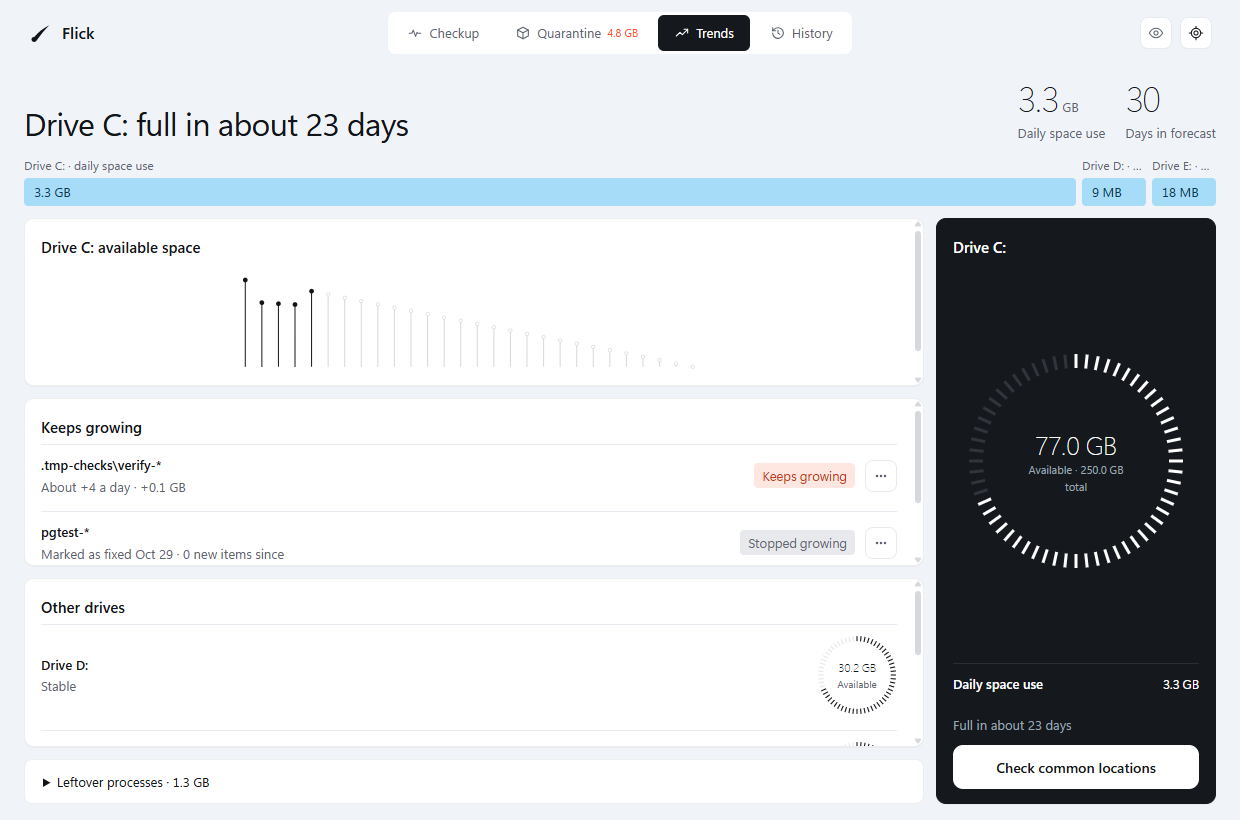 Flick
Checkup
Quarantine 4.8 GB
Trends
History
Drive C: full in about 23 days
3.3 GB
Daily space use
30
Days in forecast
Drive C: · daily space use
Drive D: · ...
Drive E: · ...
3.3 GB
9 MB
18 MB
Drive C: available space
Keeps growing
.tmp-checks\verify-*
About +4 a day · +0.1 GB
Keeps growing
pgtest-*
Marked as fixed Oct 29 · 0 new items since
Stopped growing
Other drives
Drive D:
Stable
30.2 GB
Available
Leftover processes · 1.3 GB
Drive C:
77.0 GB
Available · 250.0 GB
total
Daily space use
3.3 GB
Full in about 23 days
Check common locations